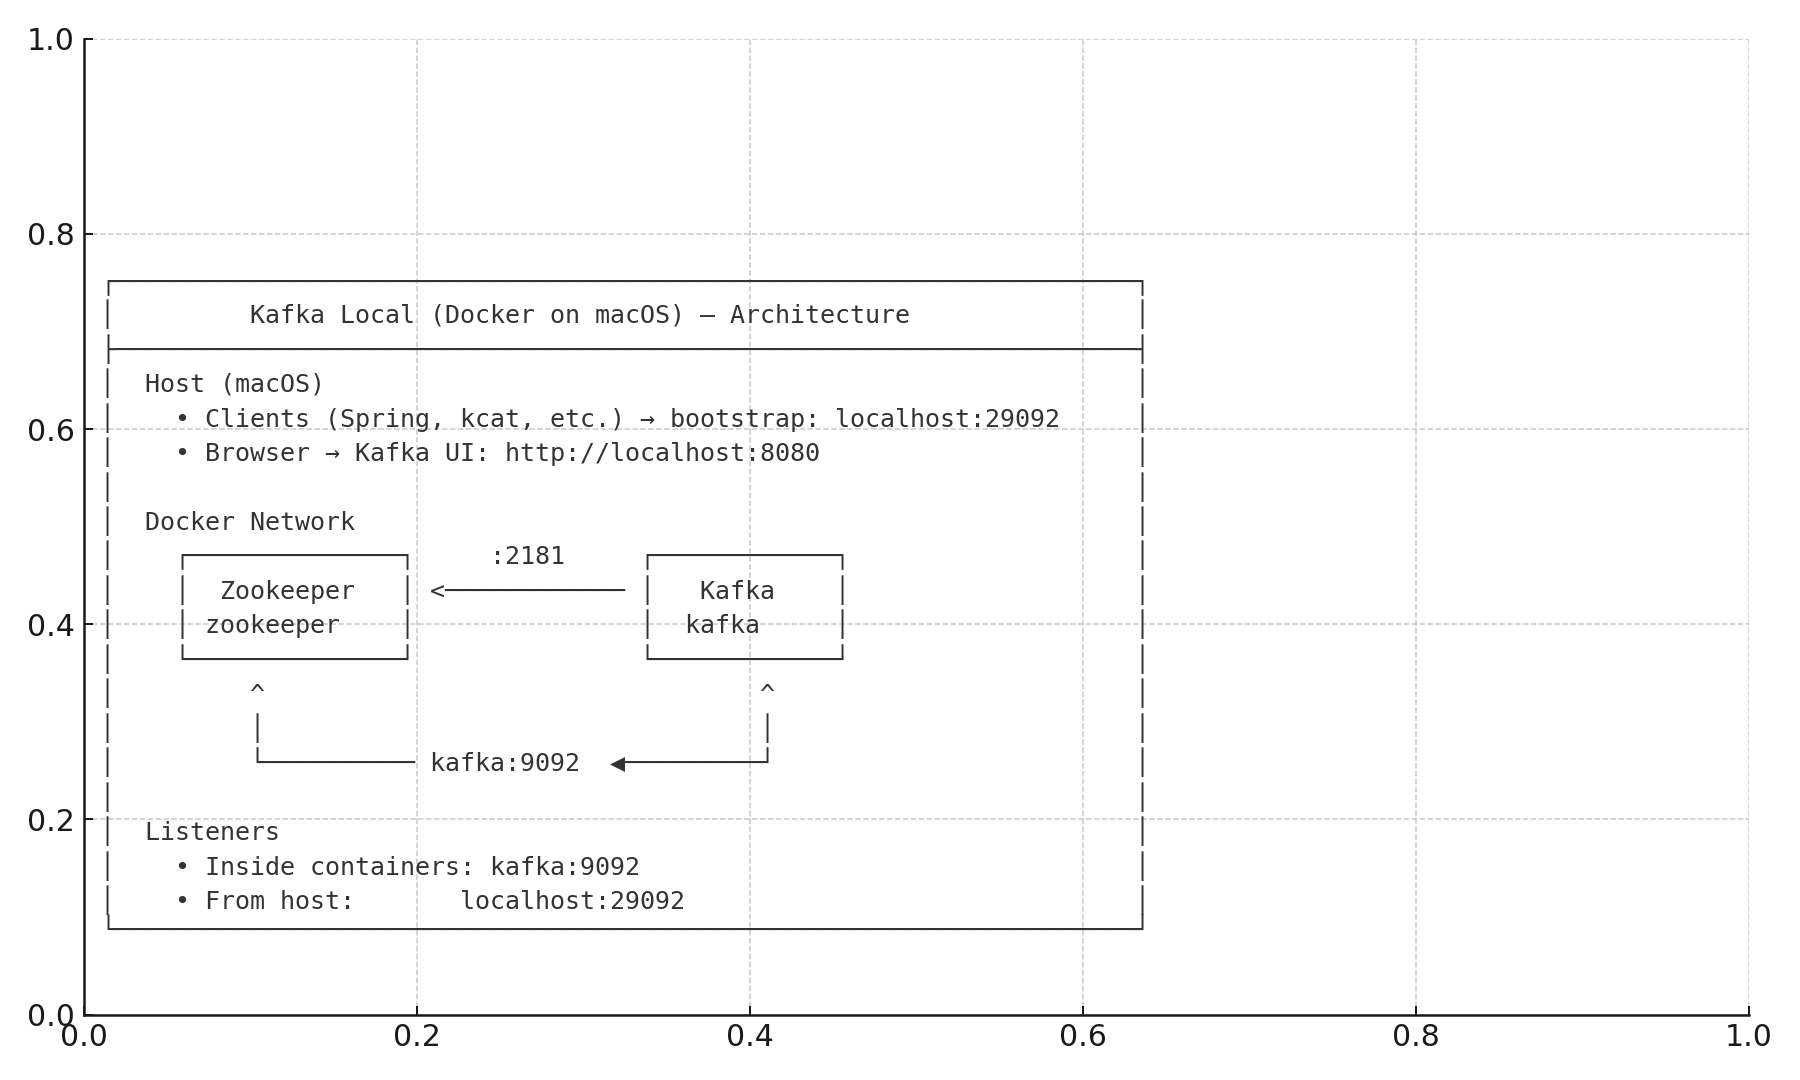 1.0
0.8
Kafka Local (Docker on macOS) — Architecture
Host (macOS)
• Clients (Spring, kcat, etc.) → bootstrap: localhost:29092
0.6
• Browser → Kafka UI: http://localhost:8080
Docker Network
:2181
Zookeeper < Kafka
0.4
zookeeper kafka
^ ^
kafka:9092 ◀
0.2
Listeners
• Inside containers: kafka:9092
• From host: localhost:29092
0.0
0.0 0.2 0.4 0.6 0.8 1.0